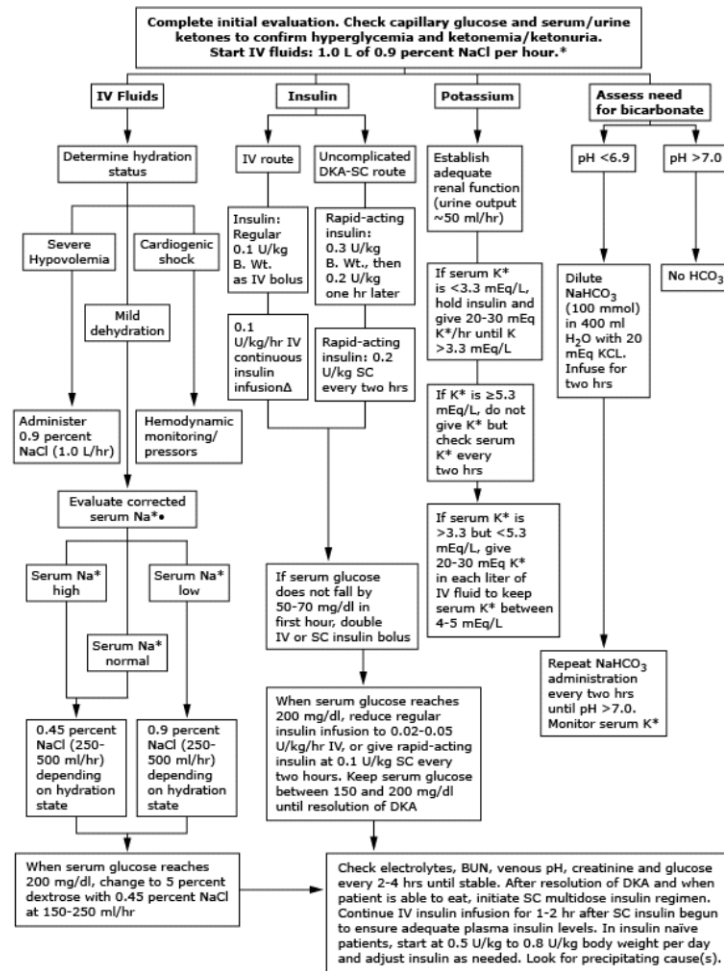 Complete initial evaluation. Check capillary glucose and serum/urine
ketones to confirm hyperglycemia and ketonemia/ketonuria.
Start IV fluids: 1.0 L of 0.9 percent NaCl per hour.*
IV Fluids
Determine hydration
status
Severe
Hypovolemia
Cardiogenic
shock
Mild
dehydration
Administer
0.9 percent
NaCl (1.0 L/hr)
Hemodynamic
monitoring/
pressors
Evaluate corrected
serum Na*•
Serum Na*
high
Serum Na*
low
Serum Na*
normal
0.45 percent
NaCl (250-
500 ml/hr)
depending
on hydration
state
0.9 percent
NaCl (250-
500 ml/hr)
depending
on hydration
state
When serum glucose reaches
200 mg/dl, change to 5 percent
dextrose with 0.45 percent NaCl
at 150-250 ml/hr
Insulin
IV route
Uncomplicated
DKA-SC route
Insulin:
Regular
0.1 U/kg
B. Wt.
as IV bolus
Rapid-acting
insulin:
0.3 U/kg
B. Wt., then
0.2 U/kg
one hr later
0.1
U/kg/hr IV
continuous
insulin
infusionΔ
Rapid-acting
insulin: 0.2
U/kg SC
every two hrs
If serum glucose
does not fall by
50-70 mg/dl in
first hour, double
IV or SC insulin bolus
When serum glucose reaches
200 mg/dl, reduce regular
insulin infusion to 0.02-0.05
U/kg/hr IV, or give rapid-acting
insulin at 0.1 U/kg SC every
two hours. Keep serum glucose
between 150 and 200 mg/dl
until resolution of DKA
Potassium
Establish
adequate
renal function
(urine output
~50 ml/hr)
If serum K*
is <3.3 mEq/L,
hold insulin and
give 20-30 mEq
K*/hr until K
>3.3 mEq/L
If K* is ≥5.3
mEq/L, do not
give K* but
check serum
K* every
two hrs
If serum K* is
>3.3 but <5.3
mEq/L, give
20-30 mEq K*
in each liter of
IV fluid to keep
serum K* between
4-5 mEq/L
Assess need
for bicarbonate
pH <6.9
pH >7.0
Dilute
NaHCO₃
(100 mmol)
in 400 ml
H₂O with 20
mEq KCL.
Infuse for
two hrs
No HCO₃
Repeat NaHCO₃
administration
every two hrs
until pH >7.0.
Monitor serum K*
Check electrolytes, BUN, venous pH, creatinine and glucose
every 2-4 hrs until stable. After resolution of DKA and when
patient is able to eat, initiate SC multidose insulin regimen.
Continue IV insulin infusion for 1-2 hr after SC insulin begun
to ensure adequate plasma insulin levels. In insulin naïve
patients, start at 0.5 U/kg to 0.8 U/kg body weight per day
and adjust insulin as needed. Look for precipitating cause(s).